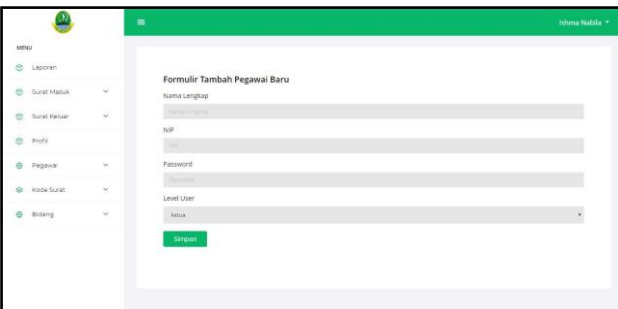 Ishma Nabila
MENU
Laporan
Surat Masuk
Surat Keluar
Profil
Pegawai
Kode Surat
Bidang
Formulir Tambah Pegawai Baru
Nama Lengkap
Nama Lengkap
NIP
NIP
Password
Password
Level User
Ketua
Simpan